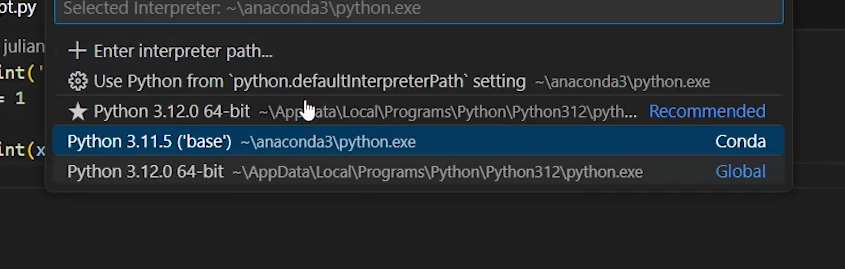 pt.py
Selected Interpreter: ~\anaconda3\python.exe
julian
Enter interpreter path...
int('
Use Python from `python.defaultInterpreterPath` setting ~\anaconda3\python.exe
= 1
Python 3.12.0 64-bit ~\AppData\Local\Programs\Python\Python312\pyth... Recommended
Python 3.11.5 ('base') ~\anaconda3\python.exe Conda
int(x
Python 3.12.0 64-bit ~\AppData\Local\Programs\Python\Python312\python.exe Global